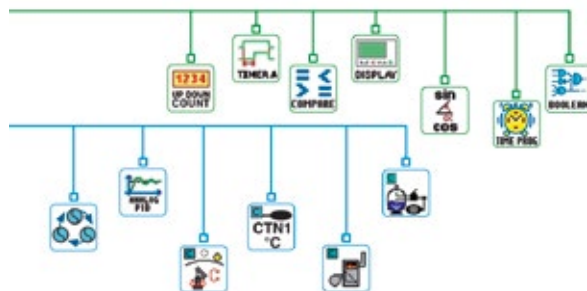 1234
UP DOWN
COUNT
TIMER A
COMPARE
DISPLAY
sin
cos
TIME PROG
BOOLEAN
ANALOG
PID
C
CTN1
°C
C
C
C